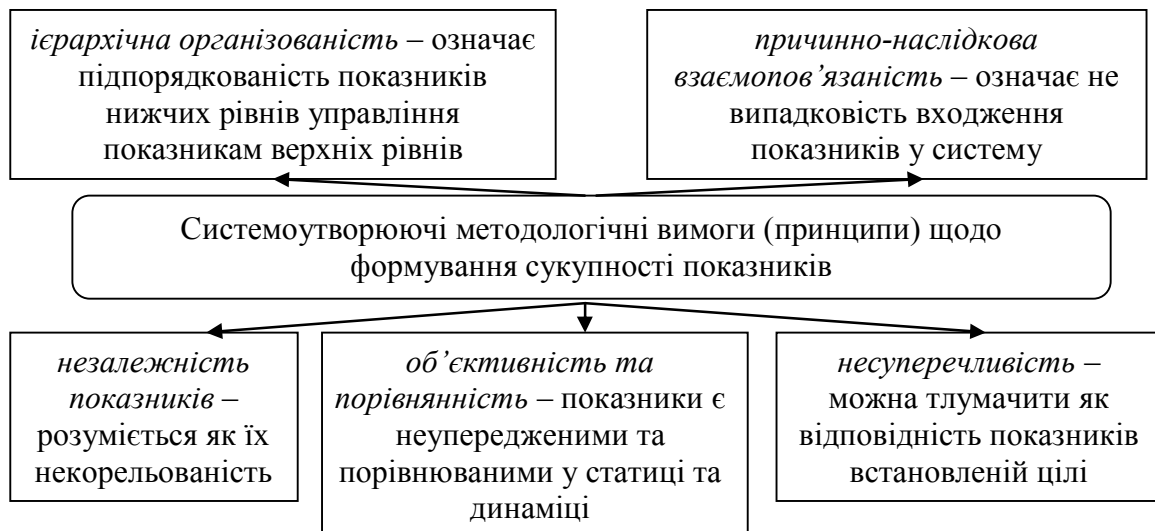 ієрархічна організованість – означає
підпорядкованість показників
нижчих рівнів управління
показникам верхніх рівнів
причинно-наслідкова
взаємопов’язаність – означає не
випадковість входження
показників у систему
Системоутворюючі методологічні вимоги (принципи) щодо
формування сукупності показників
незалежність
показників –
розуміється як їх
некорельованість
об’єктивність та
порівнянність – показники є
неупередженими та
порівнюваними у статиці та
динаміці
несуперечливість –
можна тлумачити як
відповідність показників
встановленій цілі